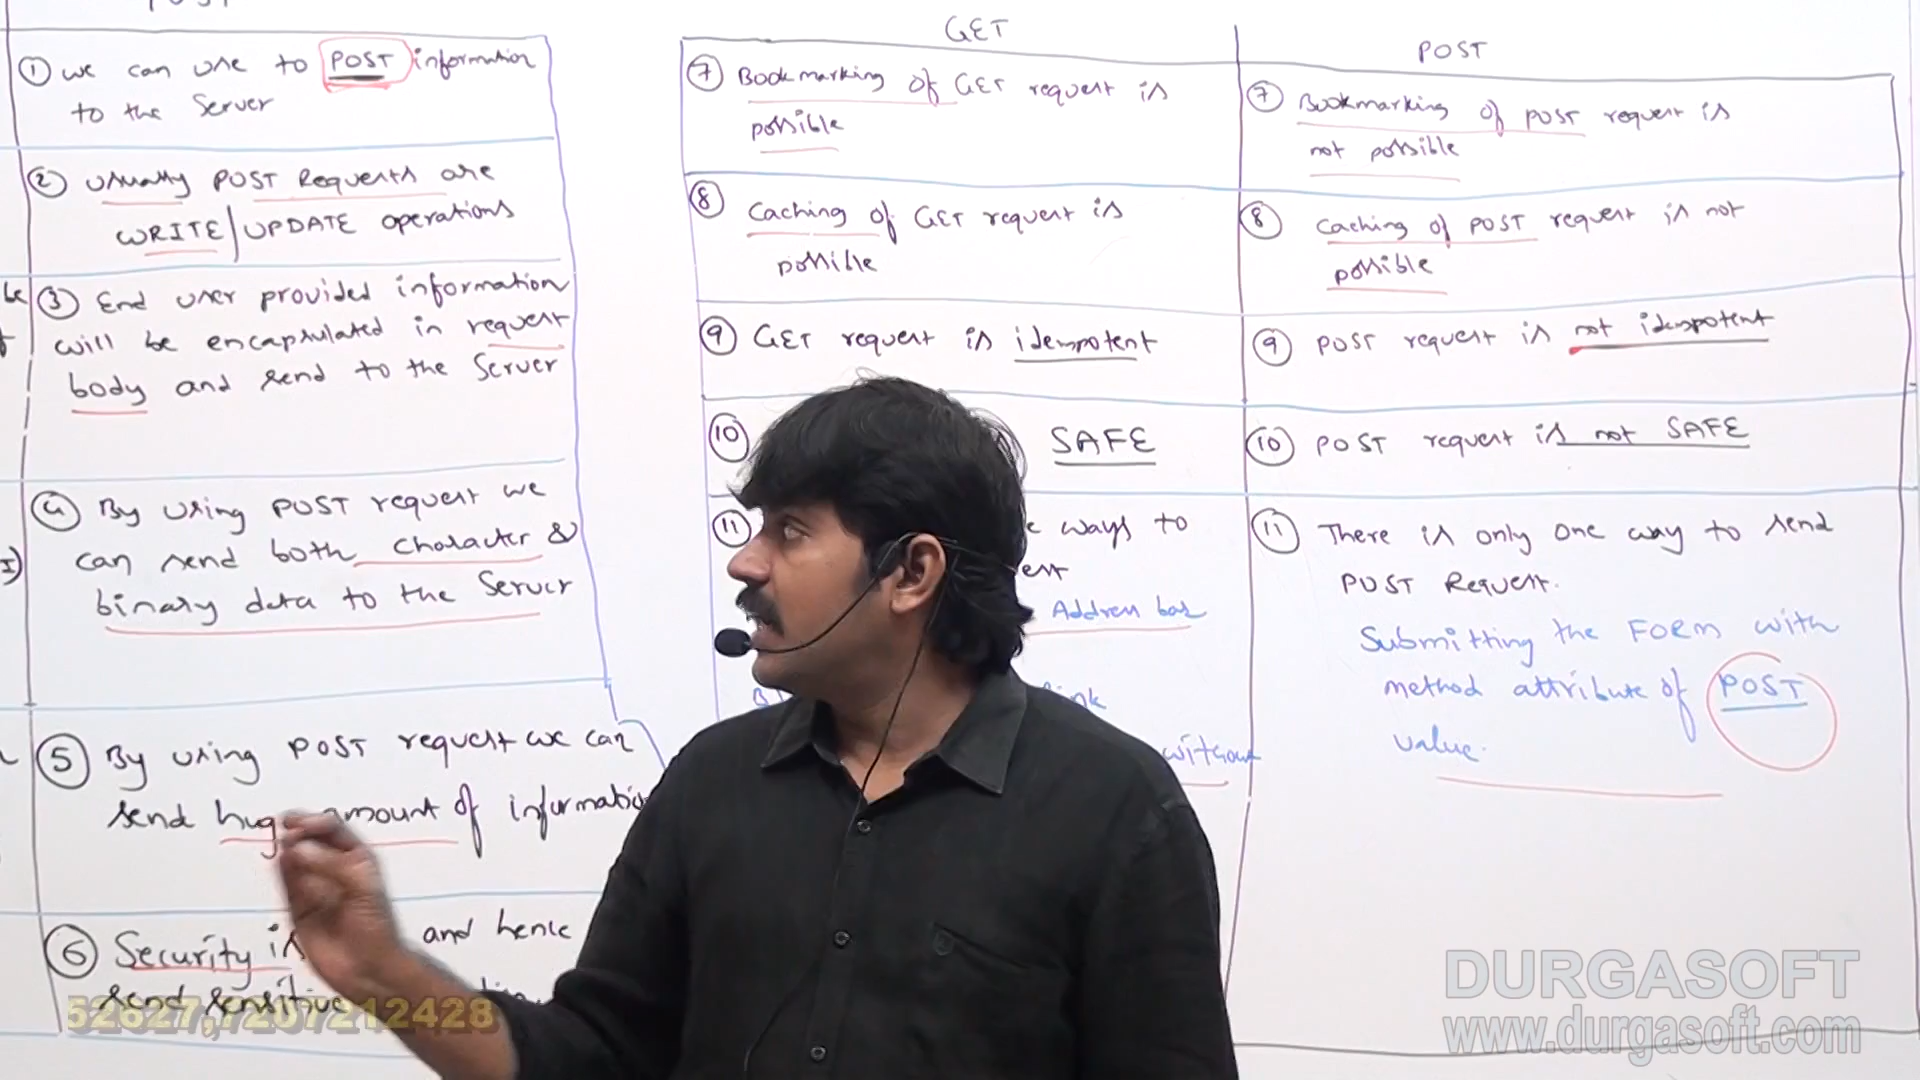 POST
① we can use to POST information
to the Server
② usually POST Requests are
WRITE/UPDATE operations
③ End user provided information
will be encapsulated in request
body and send to the Server
④ By using POST request we
can send both character &
binary data to the Server
⑤ By using POST request we can
send huge amount of informatio
⑥ Security is and hence
send sensitive
GET
⑦ Bookmarking of GET request is
possible
⑧ Caching of GET request is
possible
⑨ GET request is idempotent
⑩ SAFE
⑪ ways to
Address bar
without
POST
⑦ Bookmarking of POST request is
not possible
⑧ Caching of POST request is not
possible
⑨ POST request is not idempotent
⑩ POST request is not SAFE
⑪ There is only one way to send
POST Request.
Submitting the FORM with
method attribute of POST
value.
52627,7207212428
DURGASOFT
www.durgasoft.com